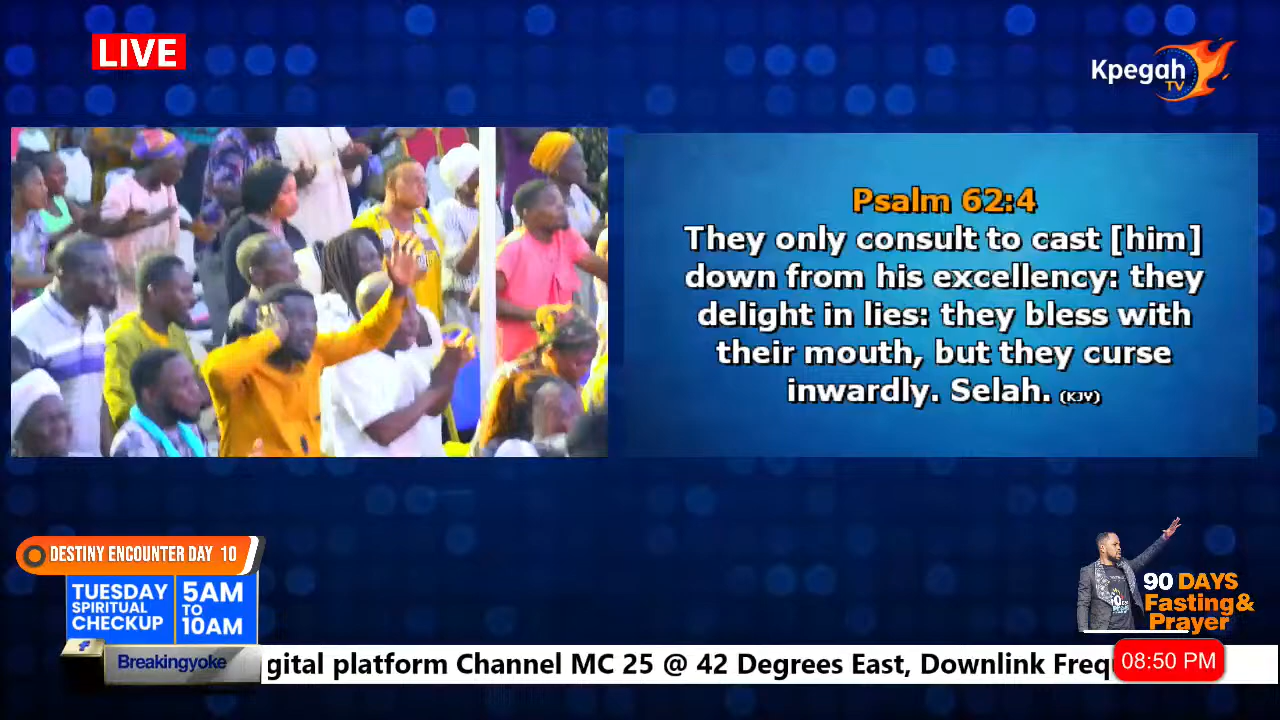 LIVE
Kpegah
TV
Psalm 62:4
They only consult to cast [him]
down from his excellency: they
delight in lies: they bless with
their mouth, but they curse
inwardly. Selah. (KJV)
DESTINY ENCOUNTER DAY 10
TUESDAY
SPIRITUAL
CHECKUP
5AM
TO
10AM
90 DAYS
Fasting&
Prayer
f
Breakingyoke
gital platform Channel MC 25 @ 42 Degrees East, Downlink Freq
08:50 PM